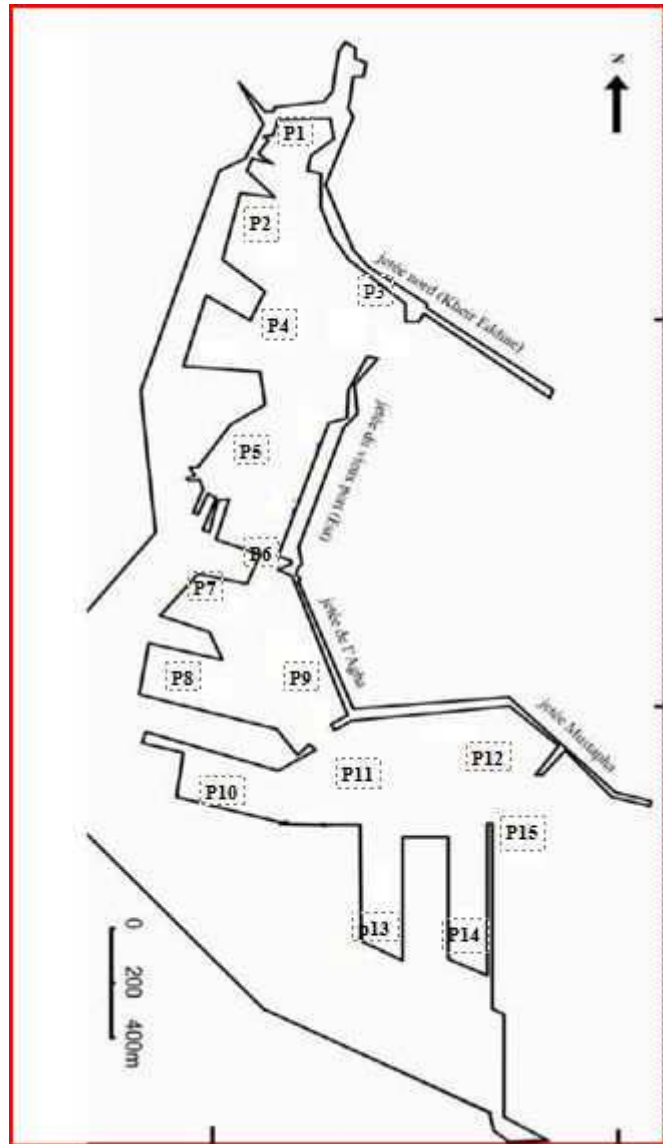 N
P1
P2
jetée nord (Kheir Eddine)
P3
P4
jetée du vieux port (Est)
P5
P6
P7
jetée de l'Agha
P8
P9
jetée Mustapha
P12
P11
P10
P15
p13
P14
0
200
400m